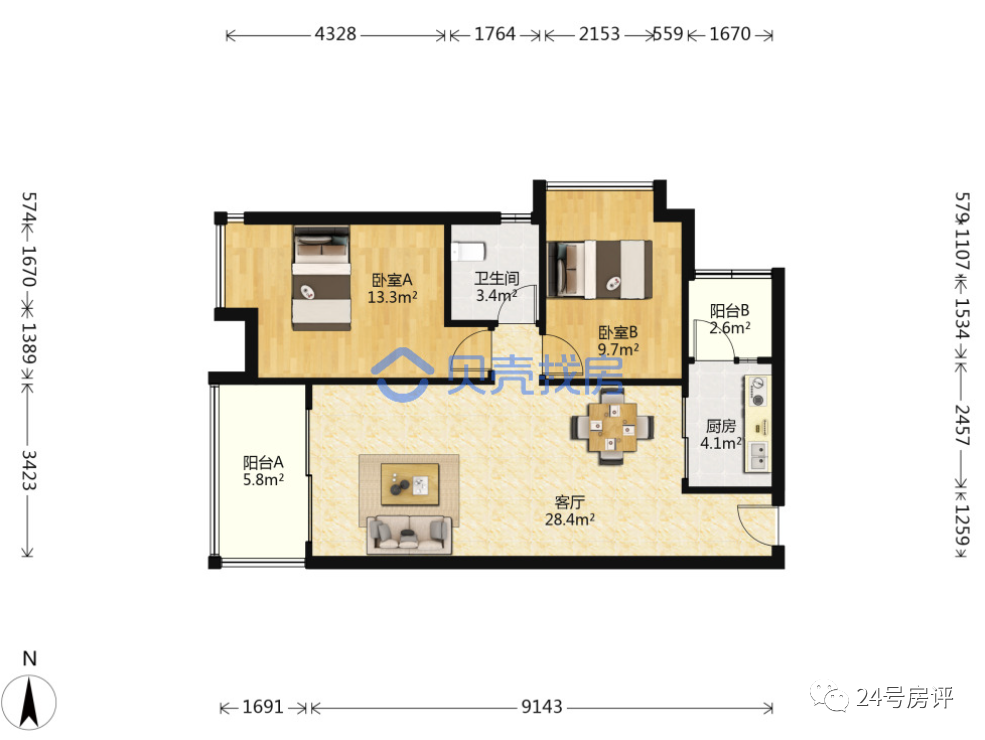 4328 1764 2153 559 1670
574 1670 1389 3423
579 1107 1534 2457 1259
卧室A
13.3m²
卫生间
3.4m²
卧室B
9.7m²
阳台B
2.6m²
贝壳找房
厨房
4.1m²
阳台A
5.8m²
客厅
28.4m²
N
1691 9143
24号房评